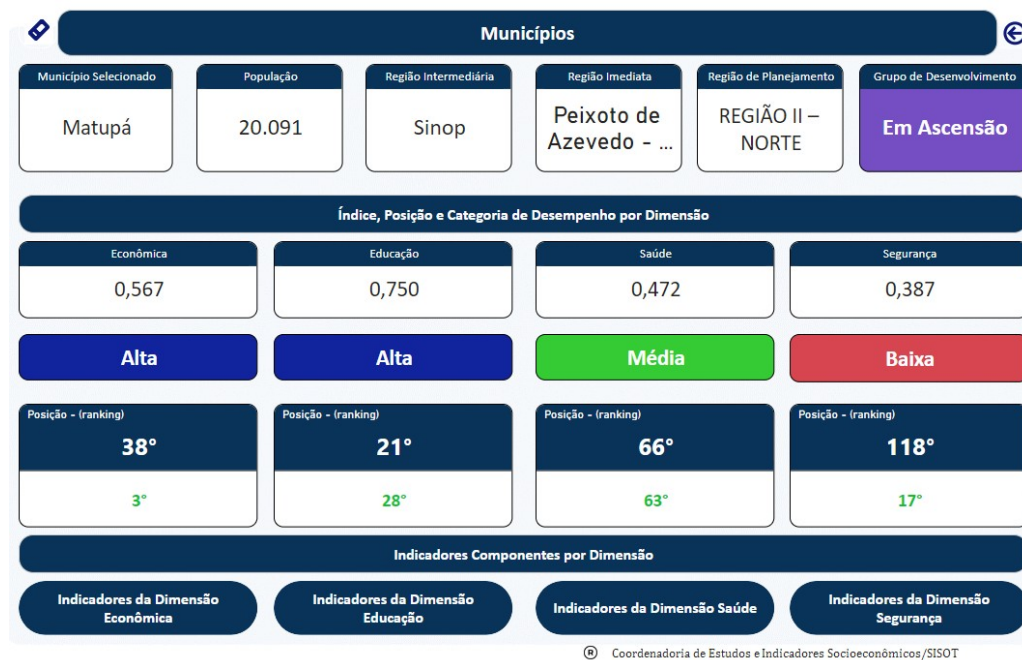 Municípios
Município Selecionado
População
Região Intermediária
Região Imediata
Região de Planejamento
Grupo de Desenvolvimento
Matupá
20.091
Sinop
Peixoto de
Azevedo - ...
REGIÃO II –
NORTE
Em Ascensão
Índice, Posição e Categoria de Desempenho por Dimensão
Econômica
Educação
Saúde
Segurança
0,567
0,750
0,472
0,387
Alta
Alta
Média
Baixa
Posição - (ranking)
Posição - (ranking)
Posição - (ranking)
Posição - (ranking)
38°
21°
66°
118°
3°
28°
63°
17°
Indicadores Componentes por Dimensão
Indicadores da Dimensão
Econômica
Indicadores da Dimensão
Educação
Indicadores da Dimensão Saúde
Indicadores da Dimensão
Segurança
® Coordenadoria de Estudos e Indicadores Socioeconômicos/SISOT